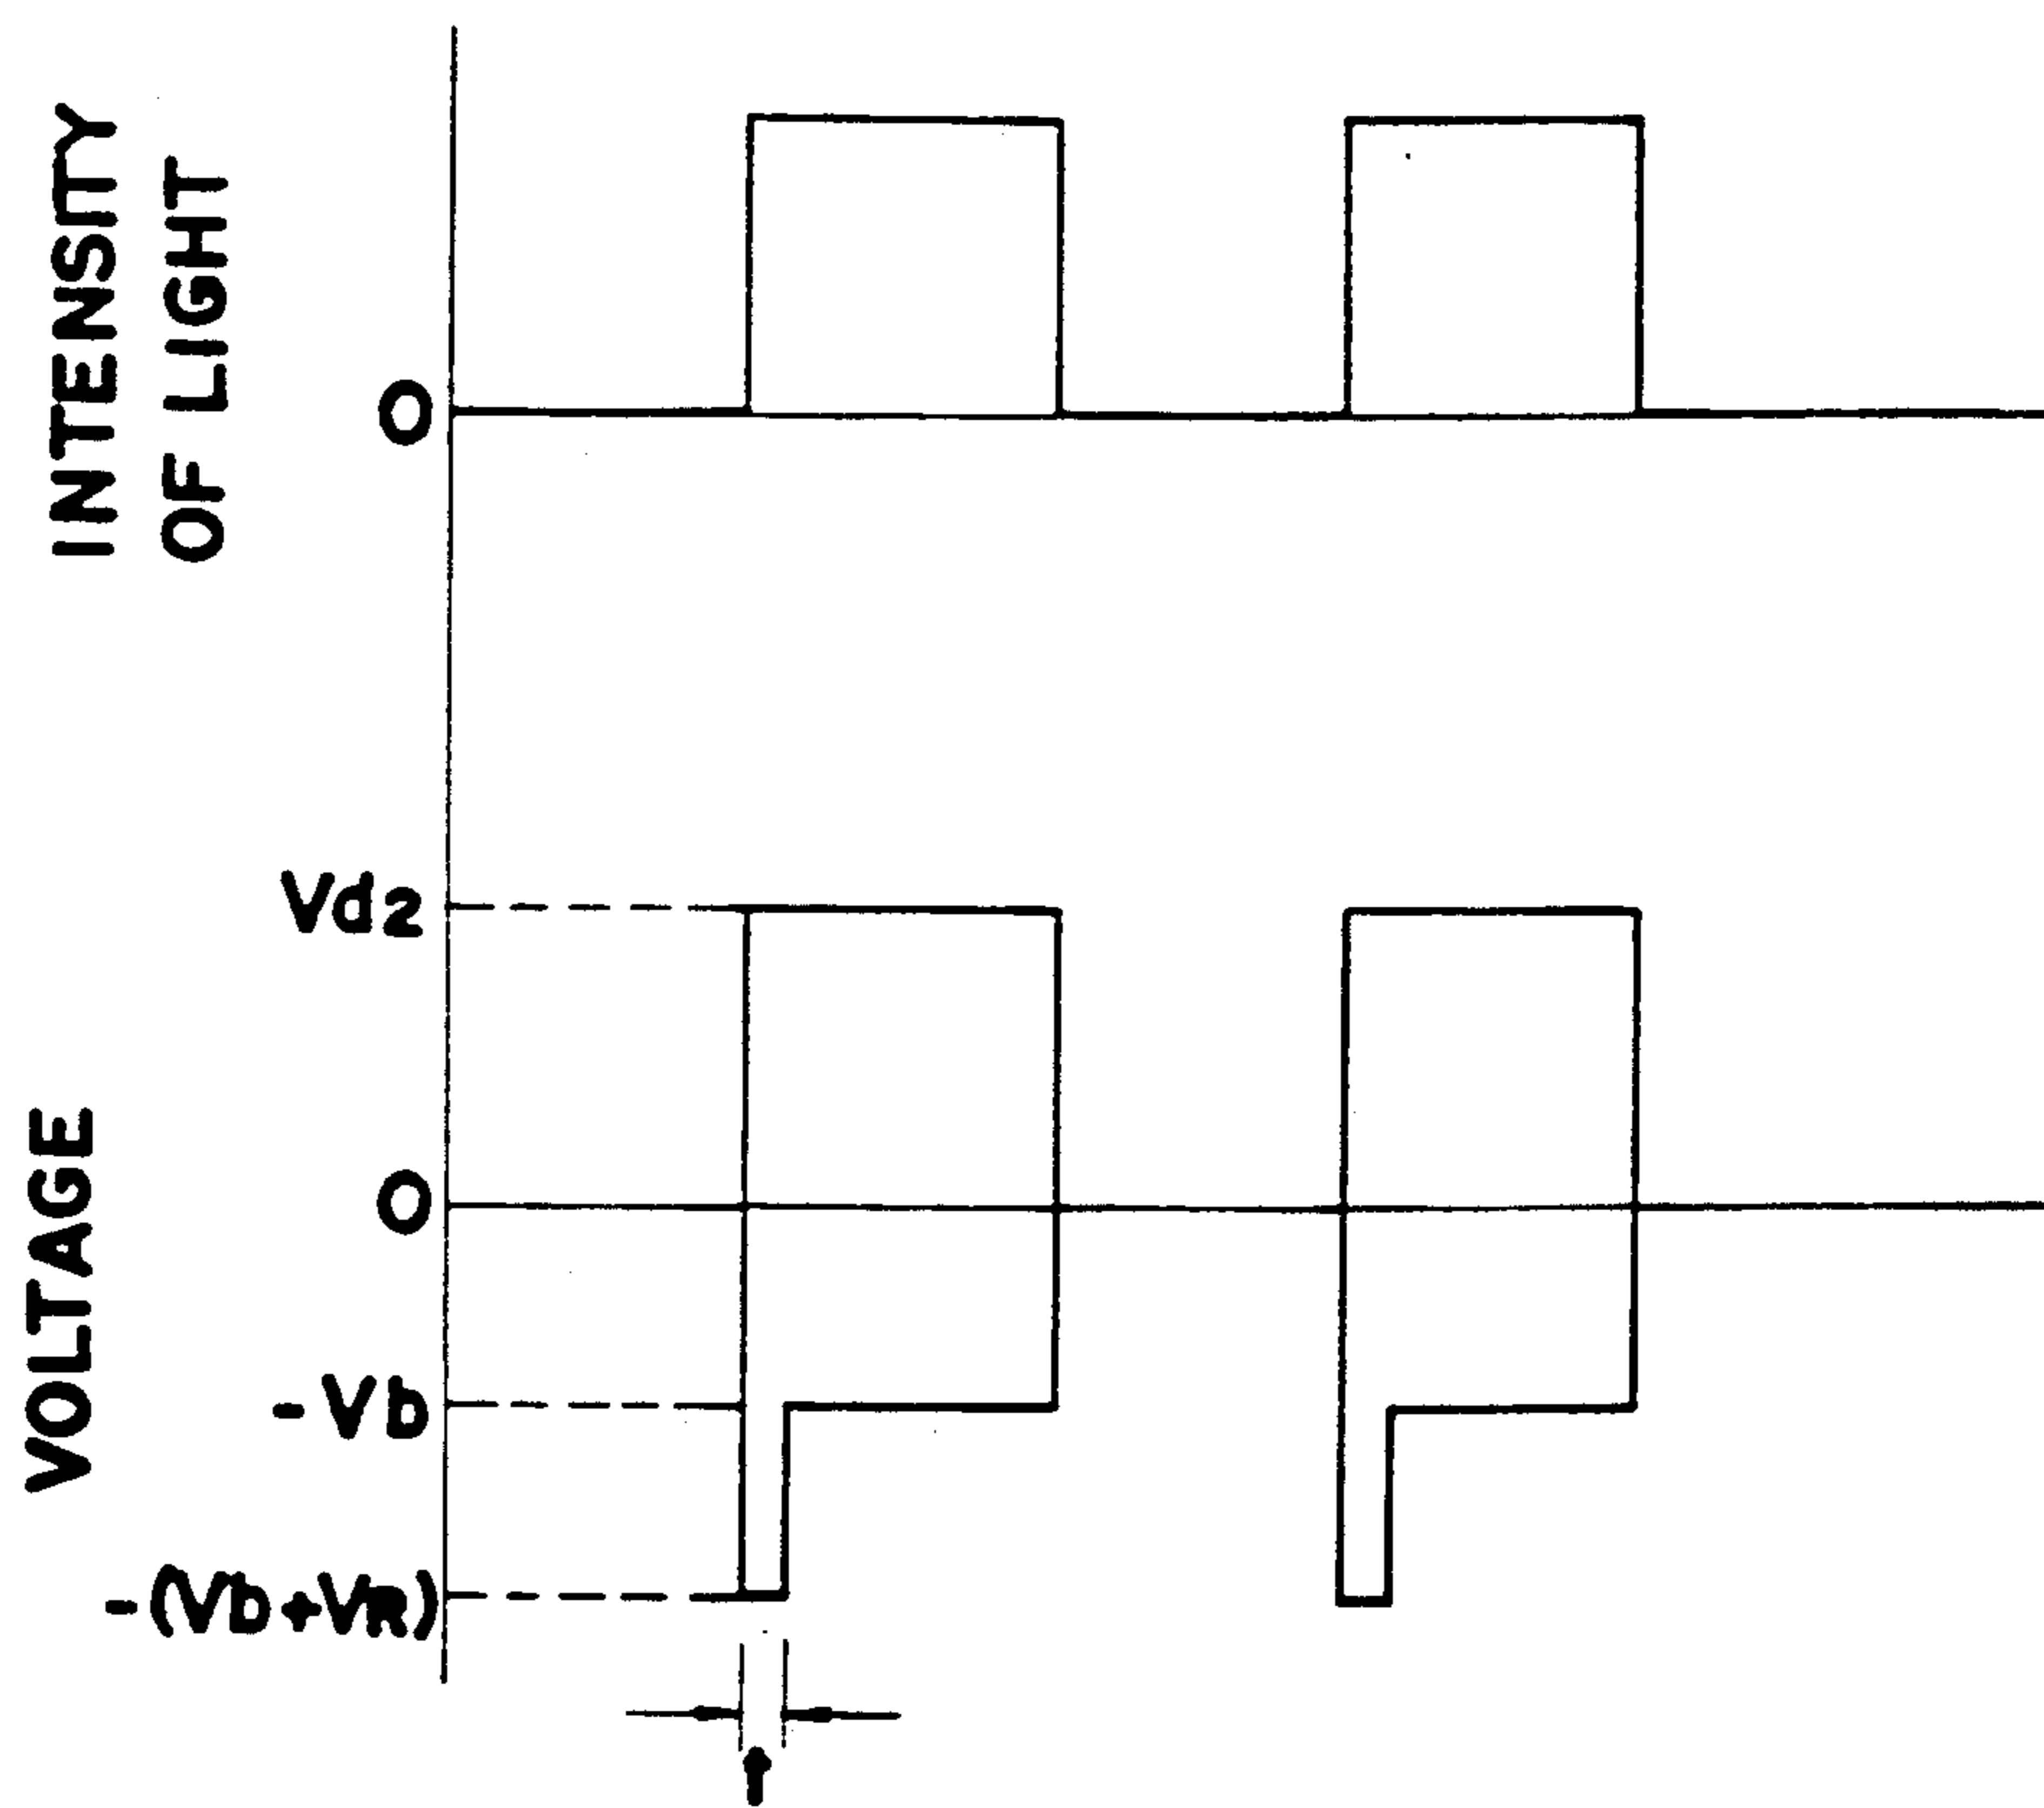 INTENSITY
OF LIGHT
O
Vd2
VOLTAGE
O
-Vb
-(Vb+VR)